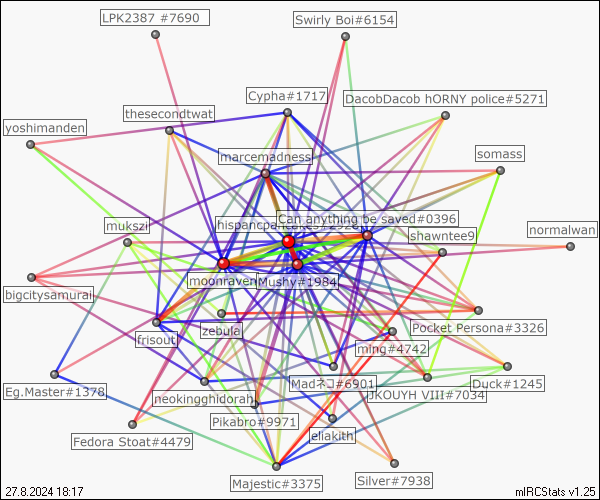 LPK2387 #7690
Swirly Boi#6154
Cypha#1717
DacobDacob hORNY police#5271
thesecondtwat
yoshimanden
marcemadness
somass
Can anything be saved#0396
mukszi
shawntee9
normalwan
moonraven
Mushy#1984
bigcitysamurai
zebula
Pocket Persona#3326
frisout
ming#4742
Madネコ#6901
Duck#1245
Eg.Master#1378
neokingghidorah
JKOUYH VIII#7034
Pikabro#9971
eliakith
Fedora Stoat#4479
Majestic#3375
Silver#7938
27.8.2024 18:17
mIRCStats v1.25